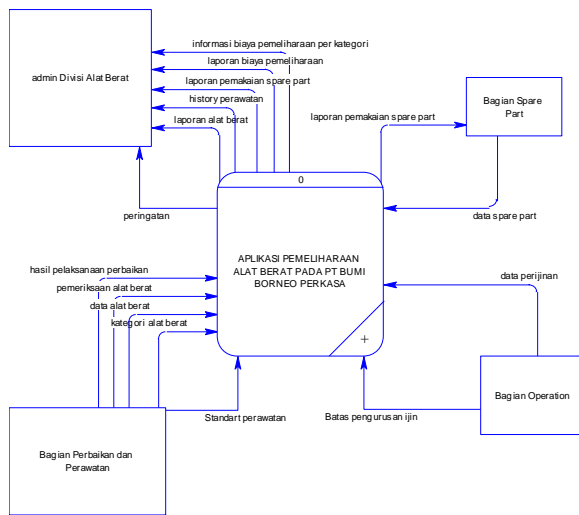 informasi biaya pemeliharaan per kategori
laporan biaya pemeliharaan
laporan pemakaian spare part
history perawatan
laporan alat berat
admin Divisi Alat Berat
peringatan
laporan pemakaian spare part
Bagian Spare
Part
data spare part
0
APLIKASI PEMELIHARAAN
ALAT BERAT PADA PT BUMI
BORNEO PERKASA
+
hasil pelaksanaan perbaikan
pemeriksaan alat berat
data alat berat
kategori alat berat
data perijinan
Standart perawatan
Batas pengurusan ijin
Bagian Operation
Bagian Perbaikan dan
Perawatan